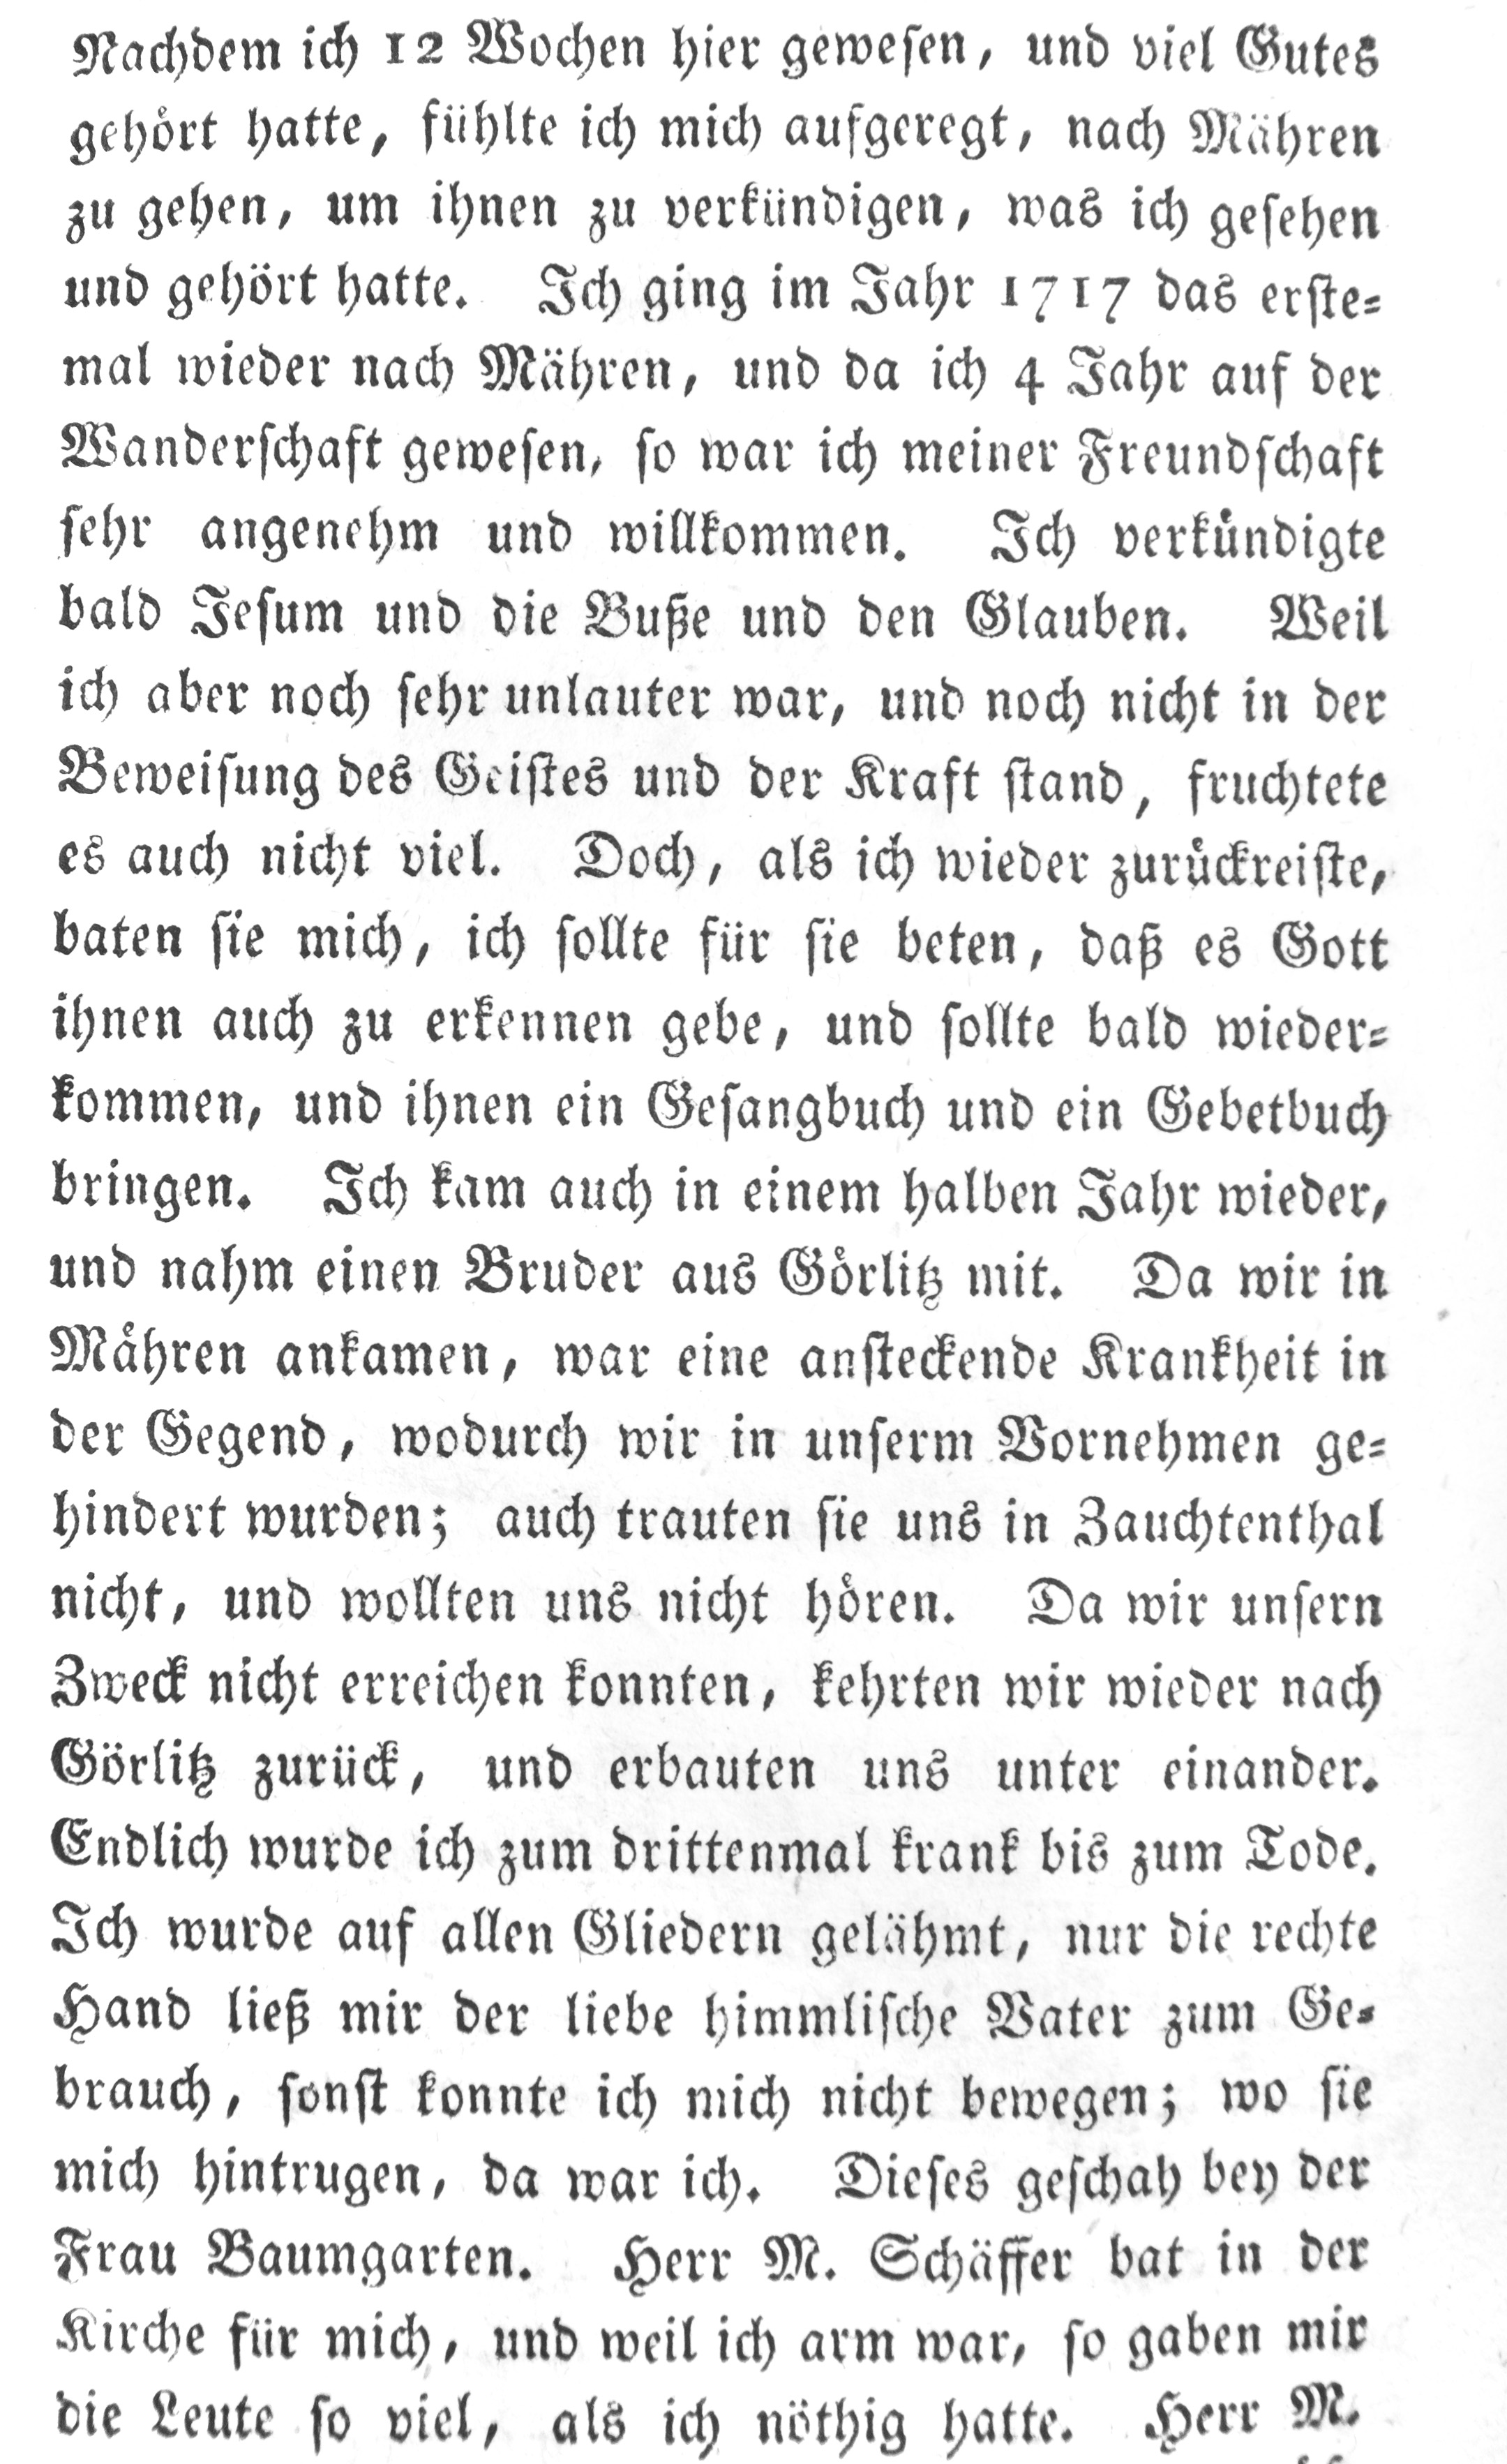 Nachdem ich 12 Wochen hier gewesen, und viel Gutes
gehört hatte, fühlte ich mich aufgeregt, nach Mähren
zu gehen, um ihnen zu verkündigen, was ich gesehen
und gehört hatte. Ich ging im Jahr 1717 das erste=
mal wieder nach Mähren, und da ich 4 Jahr auf der
Wanderschaft gewesen, so war ich meiner Freundschaft
sehr angenehm und willkommen. Ich verkündigte
bald Jesum und die Buße und den Glauben. Weil
ich aber noch sehr unlauter war, und noch nicht in der
Beweisung des Geistes und der Kraft stand, fruchtete
es auch nicht viel. Doch, als ich wieder zurückreiste,
baten sie mich, ich sollte für sie beten, daß es Gott
ihnen auch zu erkennen gebe, und sollte bald wieder=
kommen, und ihnen ein Gesangbuch und ein Gebetbuch
bringen. Ich kam auch in einem halben Jahr wieder,
und nahm einen Bruder aus Görlitz mit. Da wir in
Mähren ankamen, war eine ansteckende Krankheit in
der Gegend, wodurch wir in unserm Vornehmen ge=
hindert wurden; auch trauten sie uns in Zauchtenthal
nicht, und wollten uns nicht hören. Da wir unsern
Zweck nicht erreichen konnten, kehrten wir wieder nach
Görlitz zurück, und erbauten uns unter einander.
Endlich wurde ich zum drittenmal krank bis zum Tode.
Ich wurde auf allen Gliedern gelähmt, nur die rechte
Hand ließ mir der liebe himmlische Vater zum Ge=
brauch, sonst konnte ich mich nicht bewegen; wo sie
mich hintrugen, da war ich. Dieses geschah bey der
Frau Baumgarten. Herr M. Schäffer bat in der
Kirche für mich, und weil ich arm war, so gaben mir
die Leute so viel, als ich nöthig hatte. Herr M.